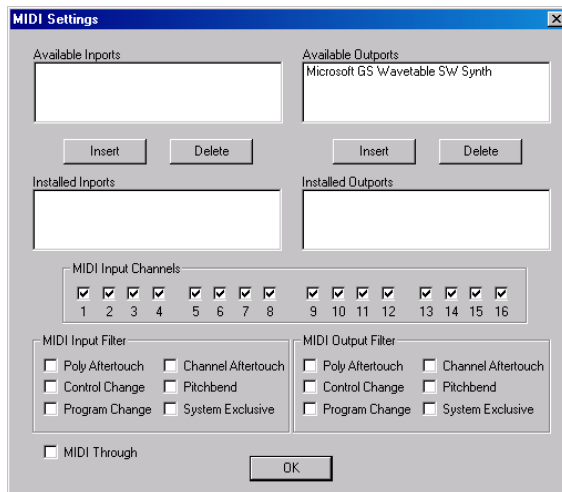 MIDI Settings
Available Inports
Available Outports
Microsoft GS Wavetable SW Synth
Insert Delete Insert Delete
Installed Inports
Installed Outports
MIDI Input Channels
1 2 3 4 5 6 7 8 9 10 11 12 13 14 15 16
MIDI Input Filter
Poly Aftertouch Channel Aftertouch
Control Change Pitchbend
Program Change System Exclusive
MIDI Output Filter
Poly Aftertouch Channel Aftertouch
Control Change Pitchbend
Program Change System Exclusive
MIDI Through
OK